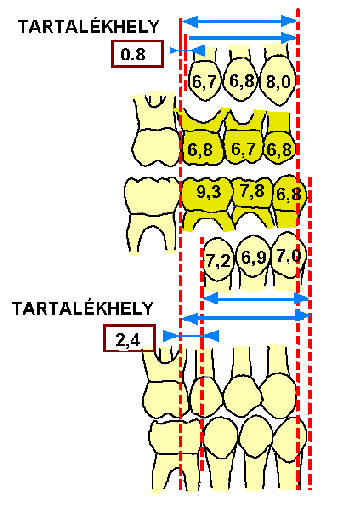 TARTALÉKHELY
0.8
6,7 6,8 8,0
6,8 6,7 6,8
9,3 7,8 6,8
7,2 6,9 7,0
TARTALÉKHELY
2,4